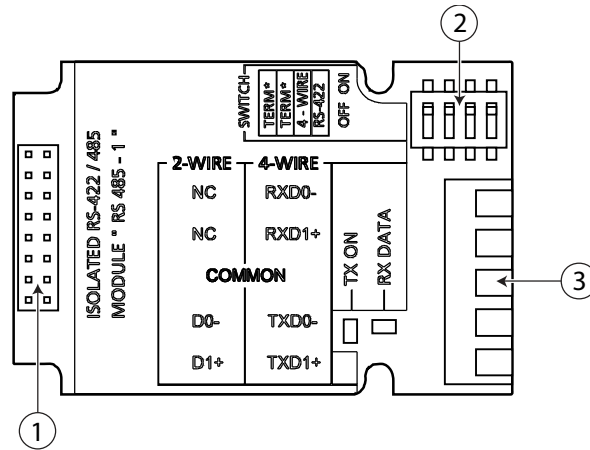 1
2
3
SWITCH
TERM*
TERM*
4 - WIRE
RS-422
OFF ON
ISOLATED RS-422 / 485
MODULE " RS 485 - 1 "
2-WIRE 4-WIRE
NC RXD0-
NC RXD1+
COMMON
D0- TXD0-
D1+ TXD1+
TX ON
RX DATA